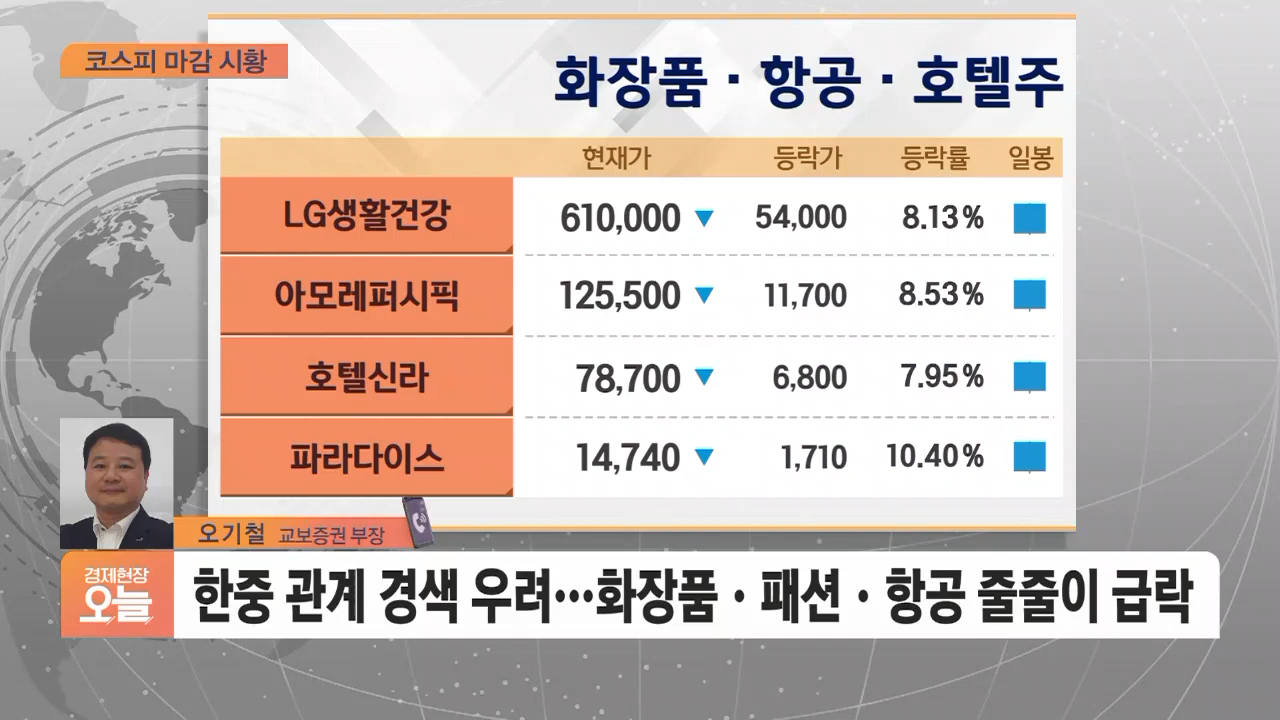 코스피 마감 시황
화장품 · 항공 · 호텔주
현재가 등락가 등락률 일봉
LG생활건강 610,000 ▼ 54,000 8.13%
아모레퍼시픽 125,500 ▼ 11,700 8.53%
호텔신라 78,700 ▼ 6,800 7.95%
파라다이스 14,740 ▼ 1,710 10.40%
오기철 교보증권 부장
경제현장
오늘
한중 관계 경색 우려…화장품 · 패션 · 항공 줄줄이 급락